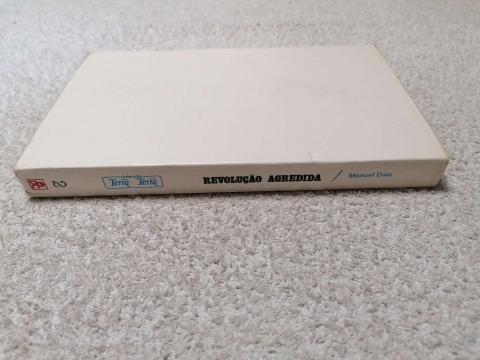 2
Terra Terra
REVOLUÇÃO AGREDIDA / Manuel Dias